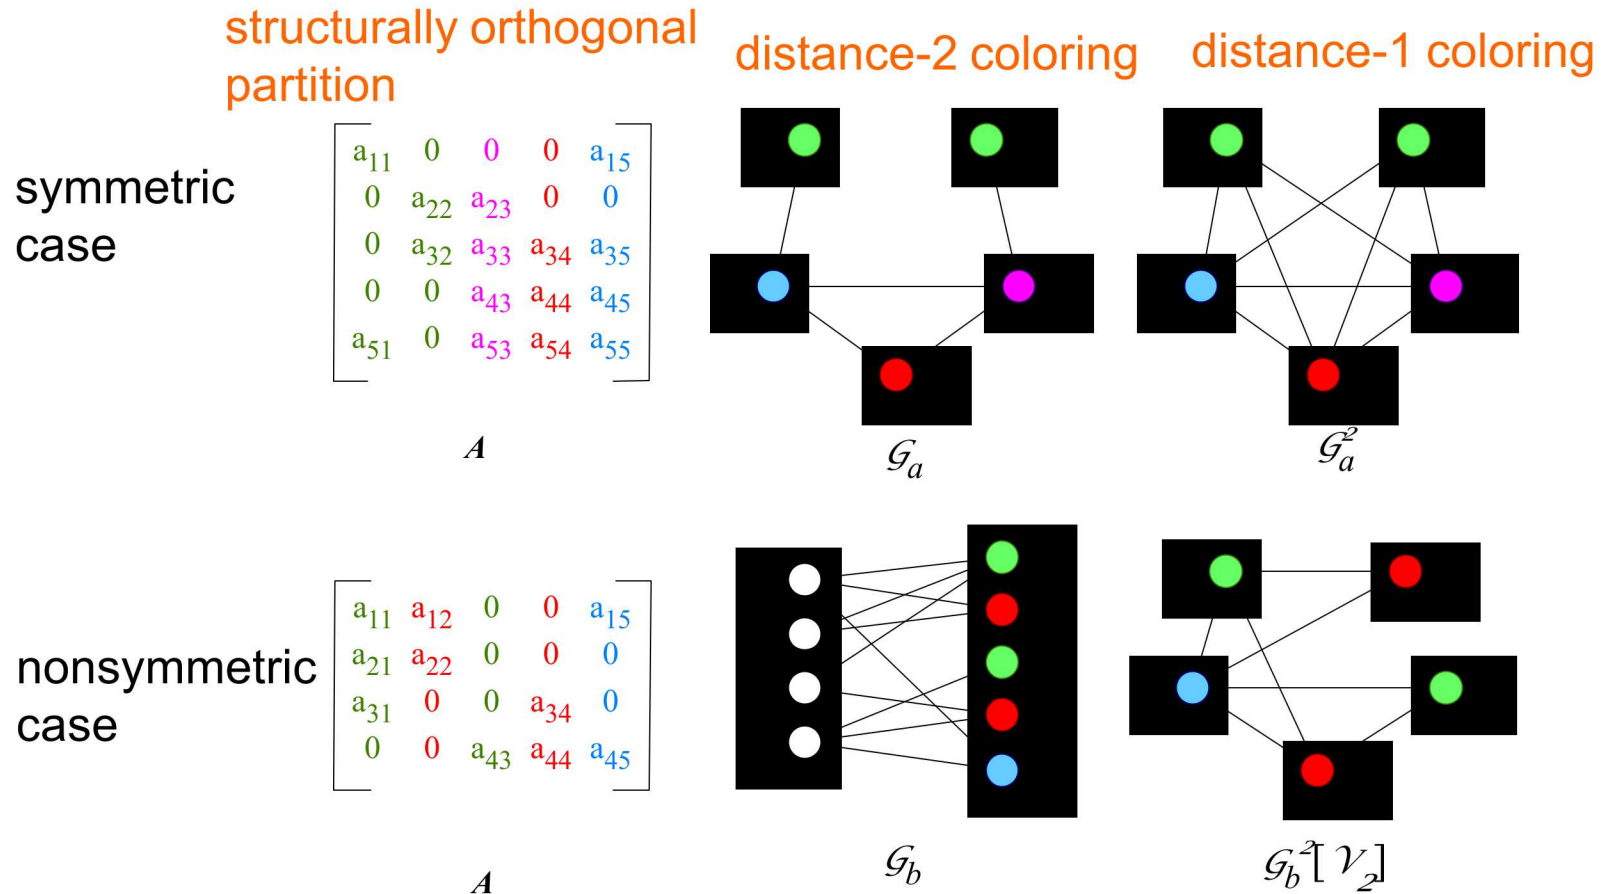 structurally orthogonal
partition
distance-2 coloring
distance-1 coloring
symmetric
case
a11 0 0 0 a15
0 a22 a23 0 0
0 a32 a33 a34 a35
0 0 a43 a44 a45
a51 0 a53 a54 a55
A
𝒢a
𝒢a²
nonsymmetric
case
a11 a12 0 0 a15
a21 a22 0 0 0
a31 0 0 a34 0
0 0 a43 a44 a45
A
𝒢b
𝒢b²[𝒱2]